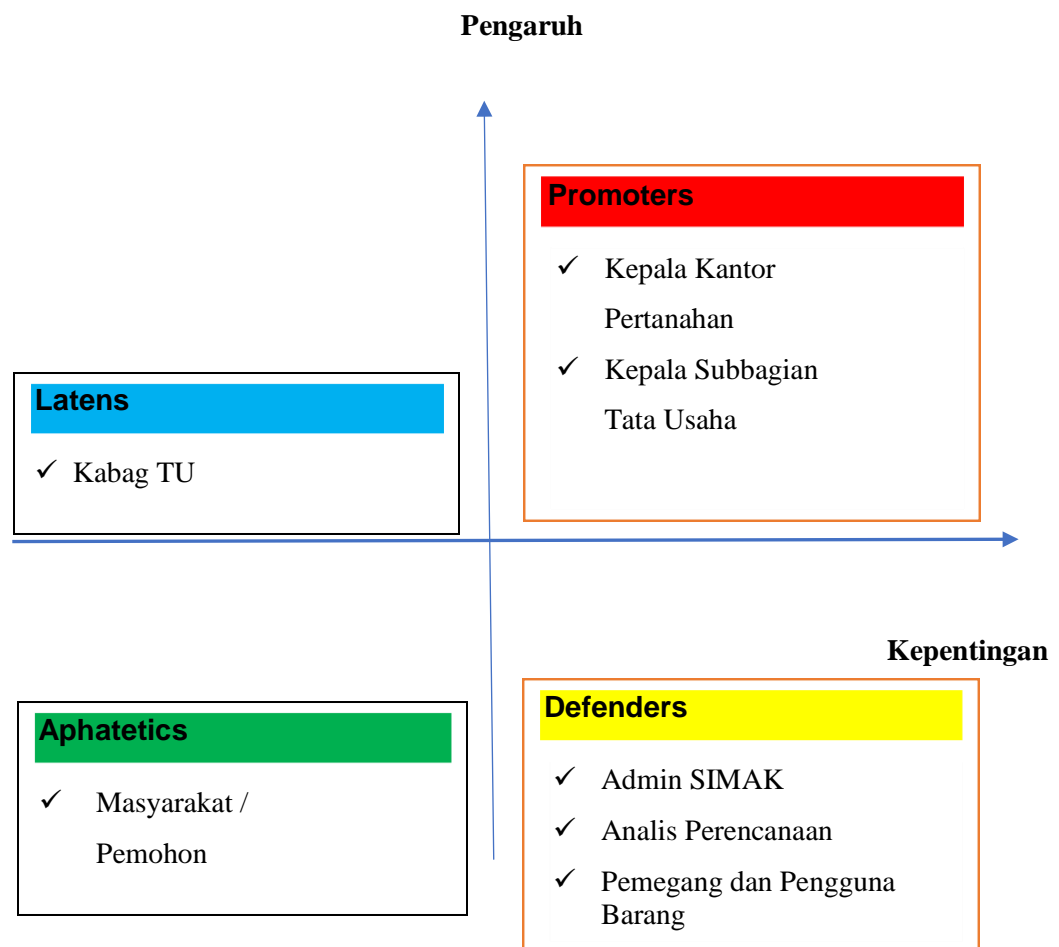 Pengaruh
Promoters
✓ Kepala Kantor
Pertanahan
✓ Kepala Subbagian
Tata Usaha
Latens
✓ Kabag TU
Kepentingan
Aphatetics
✓ Masyarakat /
Pemohon
Defenders
✓ Admin SIMAK
✓ Analis Perencanaan
✓ Pemegang dan Pengguna
Barang